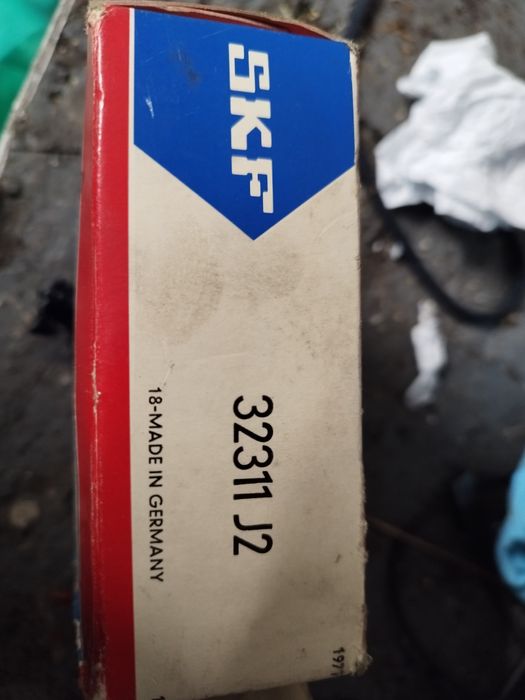 SKF
32311 J2
18-MADE IN GERMANY